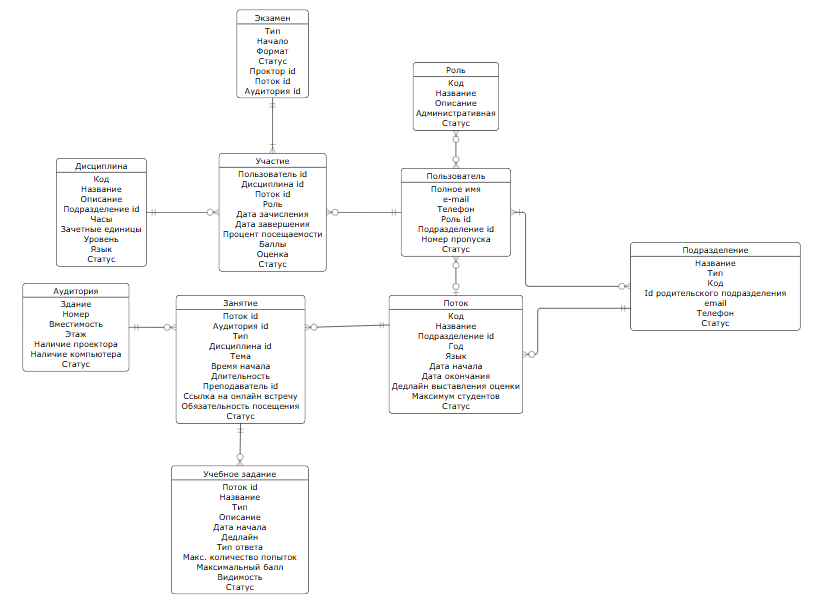 Экзамен
Тип
Начало
Формат
Статус
Проктор id
Поток id
Аудитория id
Роль
Код
Название
Описание
Административная
Статус
Дисциплина
Код
Название
Описание
Подразделение id
Часы
Зачетные единицы
Уровень
Язык
Статус
Участие
Пользователь id
Дисциплина id
Поток id
Роль
Дата зачисления
Дата завершения
Процент посещаемости
Баллы
Оценка
Статус
Пользователь
Полное имя
e-mail
Телефон
Роль id
Подразделение id
Номер пропуска
Статус
Подразделение
Название
Тип
Код
Id родительского подразделения
email
Телефон
Статус
Аудитория
Здание
Номер
Вместимость
Этаж
Наличие проектора
Наличие компьютера
Статус
Занятие
Поток id
Аудитория id
Тип
Дисциплина id
Тема
Время начала
Длительность
Преподаватель id
Ссылка на онлайн встречу
Обязательность посещения
Статус
Поток
Код
Название
Подразделение id
Год
Язык
Дата начала
Дата окончания
Дедлайн выставления оценки
Максимум студентов
Статус
Учебное задание
Поток id
Название
Тип
Описание
Дата начала
Дедлайн
Тип ответа
Макс. количество попыток
Максимальный балл
Видимость
Статус